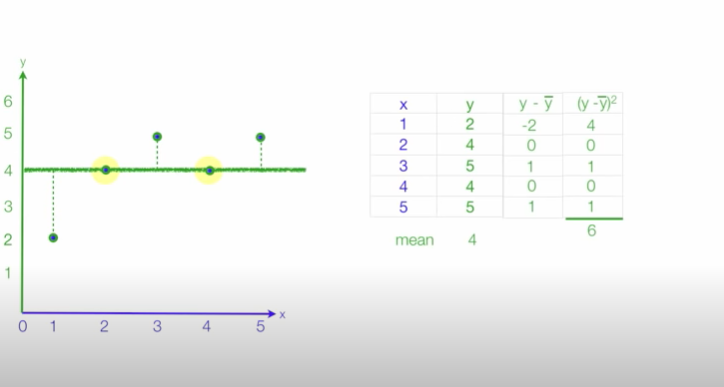 y
6
5
4
3
2
1
0 1 2 3 4 5 x
x y y - ȳ (y -ȳ)²
1 2 -2 4
2 4 0 0
3 5 1 1
4 4 0 0
5 5 1 1
mean 4 6